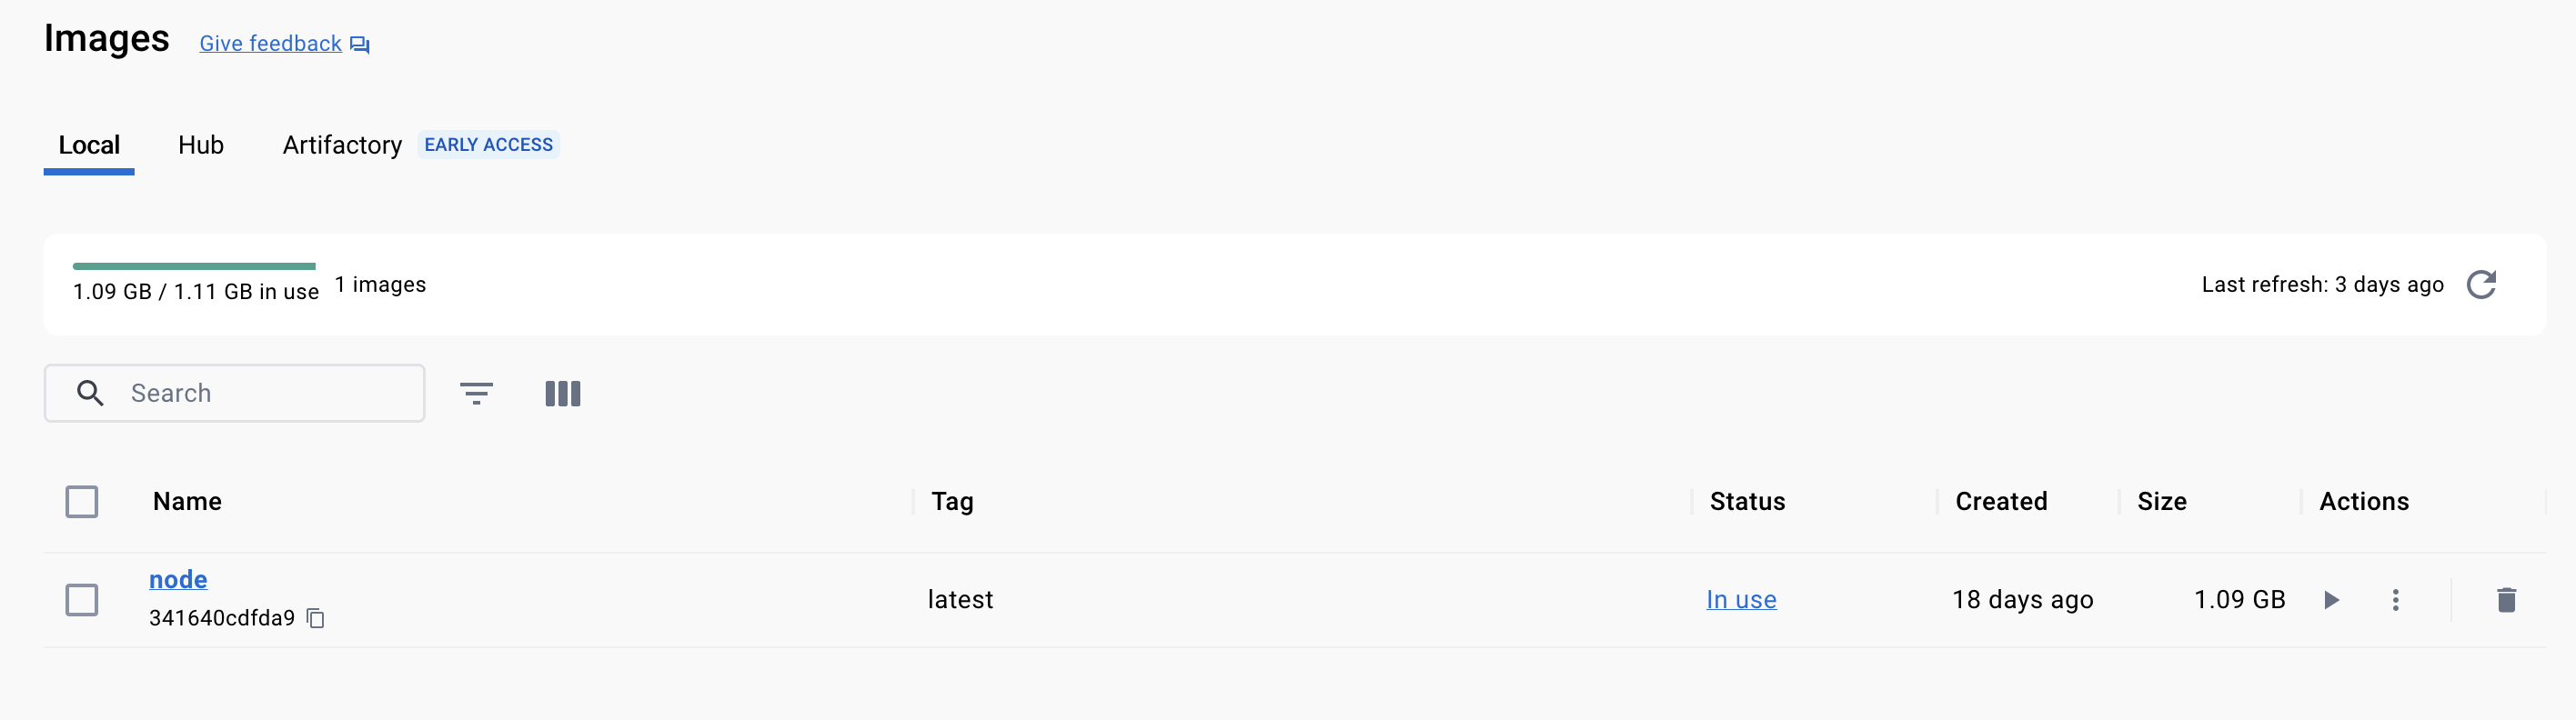 Images Give feedback
Local Hub Artifactory EARLY ACCESS
1.09 GB / 1.11 GB in use 1 images Last refresh: 3 days ago
Search
Name Tag Status Created Size Actions
node
341640cdfda9
latest In use 18 days ago 1.09 GB